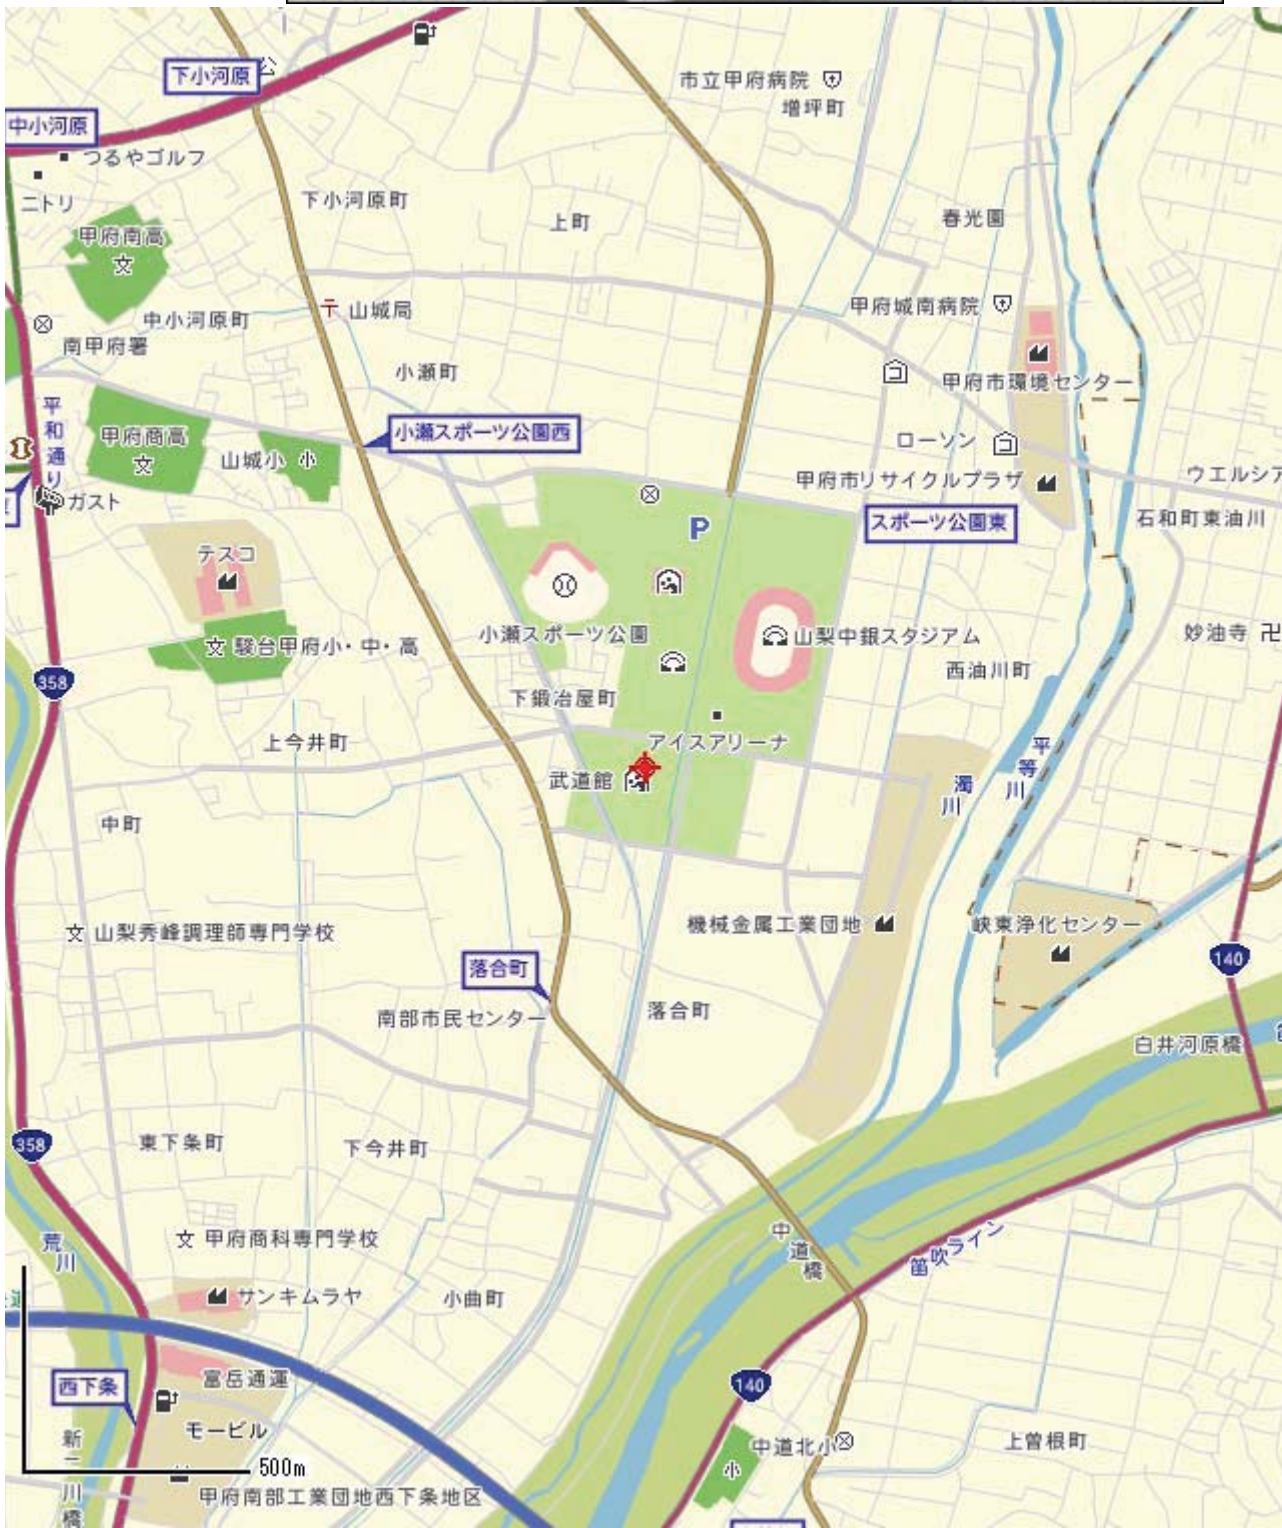 下小河原
市立甲府病院
増坪町
中小河原
つるやゴルフ
ニトリ
下小河原町
上町
春光園
甲府南高
文
山城局
甲府城南病院
中小河原町
南甲府署
小瀬町
甲府市環境センター
平和通り
甲府商高
文
小瀬スポーツ公園西
山城小
小
ローソン
甲府市リサイクルプラザ
ウエルシア
ガスト
P
スポーツ公園東
石和町東油川
テスコ
小瀬スポーツ公園
山梨中銀スタジアム
妙油寺
卍
文 駿台甲府小・中・高
西油川町
358
下鍛冶屋町
上今井町
アイスアリーナ
平等川
武道館
濁川
中町
文 山梨秀峰調理師専門学校
機械金属工業団地
峡東浄化センター
落合町
140
南部市民センター
落合町
白井河原橋
358
東下条町
下今井町
文 甲府商科専門学校
荒川
中道橋
笛吹ライン
サンキムラヤ
小曲町
富岳通運
西下条
140
モービル
中道北小
小
上曽根町
新二川橋
500m
甲府南部工業団地西下条地区